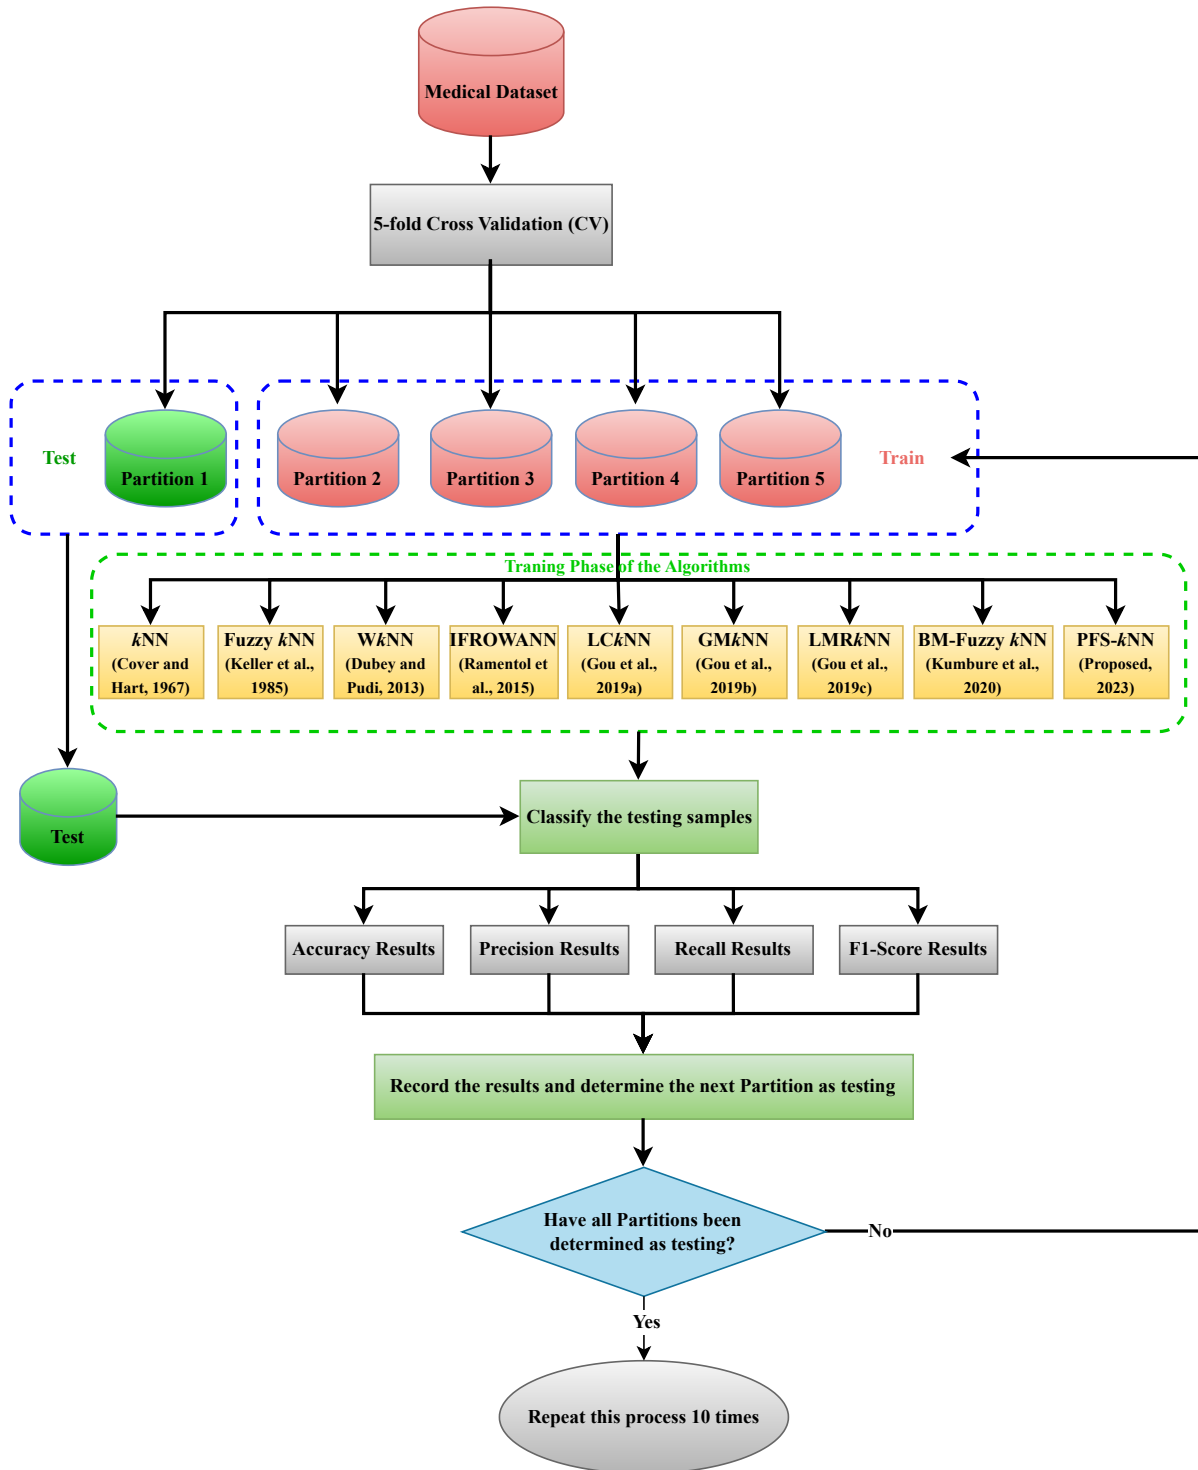 Medical Dataset
5-fold Cross Validation (CV)
Test
Partition 1
Partition 2
Partition 3
Partition 4
Partition 5
Train
Traning Phase of the Algorithms
kNN
(Cover and
Hart, 1967)
Fuzzy kNN
(Keller et al.,
1985)
WkNN
(Dubey and
Pudi, 2013)
IFROWANN
(Ramentol et
al., 2015)
LCkNN
(Gou et al.,
2019a)
GMkNN
(Gou et al.,
2019b)
LMRkNN
(Gou et al.,
2019c)
BM-Fuzzy kNN
(Kumbure et al.,
2020)
PFS-kNN
(Proposed,
2023)
Test
Classify the testing samples
Accuracy Results
Precision Results
Recall Results
F1-Score Results
Record the results and determine the next Partition as testing
Have all Partitions been
determined as testing?
No
Yes
Repeat this process 10 times